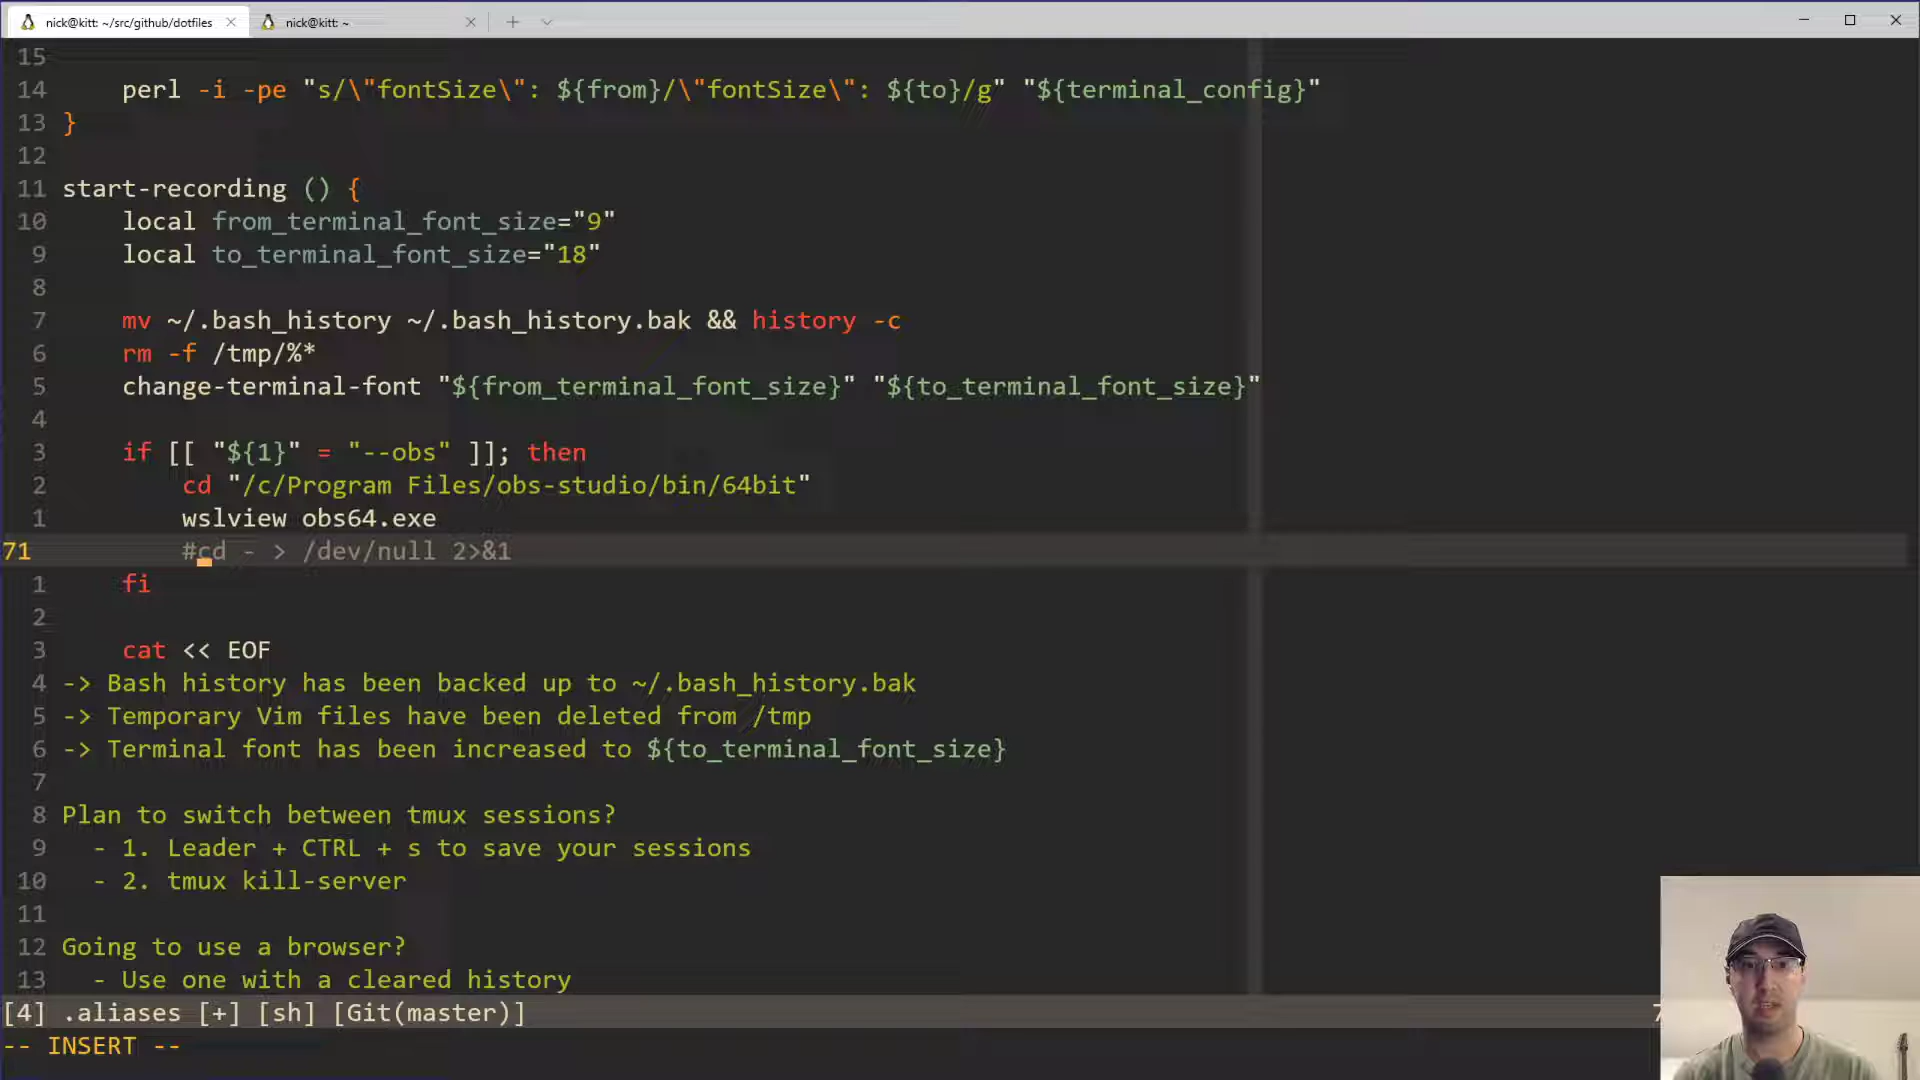 nick@kitt: ~/src/github/dotfiles
nick@kitt: ~
15
14 perl -i -pe "s/\"fontSize\": ${from}/\"fontSize\": ${to}/g" "${terminal_config}"
13 }
12
11 start-recording () {
10 local from_terminal_font_size="9"
9 local to_terminal_font_size="18"
8
7 mv ~/.bash_history ~/.bash_history.bak && history -c
6 rm -f /tmp/%*
5 change-terminal-font "${from_terminal_font_size}" "${to_terminal_font_size}"
4
3 if [[ "${1}" = "--obs" ]]; then
2 cd "/c/Program Files/obs-studio/bin/64bit"
1 wslview obs64.exe
71 #cd - > /dev/null 2>&1
1 fi
2
3 cat << EOF
4 -> Bash history has been backed up to ~/.bash_history.bak
5 -> Temporary Vim files have been deleted from /tmp
6 -> Terminal font has been increased to ${to_terminal_font_size}
7
8 Plan to switch between tmux sessions?
9 - 1. Leader + CTRL + s to save your sessions
10 - 2. tmux kill-server
11
12 Going to use a browser?
13 - Use one with a cleared history
[4] .aliases [+] [sh] [Git(master)] 7
-- INSERT --